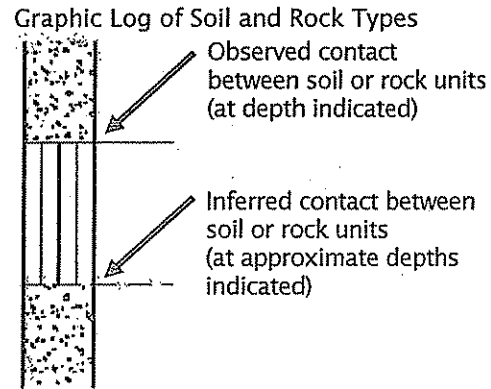 Graphic Log of Soil and Rock Types
Observed contact
between soil or rock units
(at depth indicated)
Inferred contact between
soil or rock units
(at approximate depths
indicated)